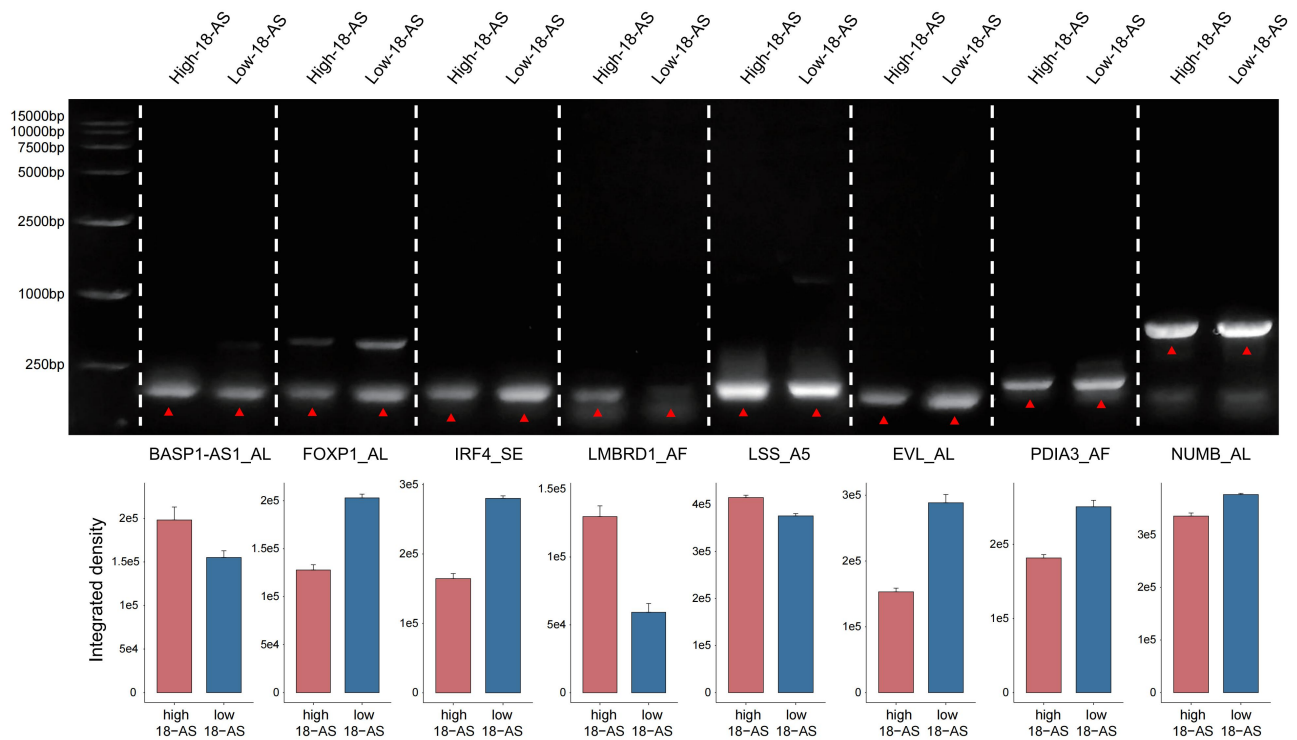 High-18-AS Low-18-AS High-18-AS Low-18-AS High-18-AS Low-18-AS High-18-AS Low-18-AS High-18-AS Low-18-AS High-18-AS Low-18-AS High-18-AS Low-18-AS High-18-AS Low-18-AS
15000bp
10000bp
7500bp
5000bp
2500bp
1000bp
250bp
BASP1-AS1_AL FOXP1_AL IRF4_SE LMBRD1_AF LSS_A5 EVL_AL PDIA3_AF NUMB_AL
Integrated density
2e5
1.5e5
1e5
5e4
0
high low
18−AS 18−AS
2e5
1.5e5
1e5
5e4
0
high low
18−AS 18−AS
3e5
2e5
1e5
0
high low
18−AS 18−AS
1.5e5
1e5
5e4
0
high low
18−AS 18−AS
4e5
3e5
2e5
1e5
0
high low
18−AS 18−AS
3e5
2e5
1e5
0
high low
18−AS 18−AS
2e5
1e5
0
high low
18−AS 18−AS
3e5
2e5
1e5
0
high low
18−AS 18−AS